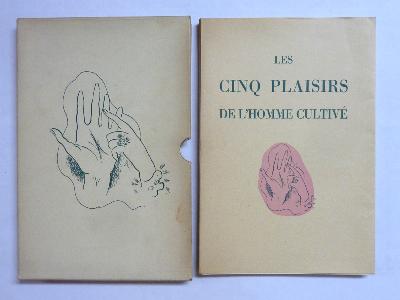 LES
CINQ PLAISIRS
DE L'HOMME CULTIVÉ